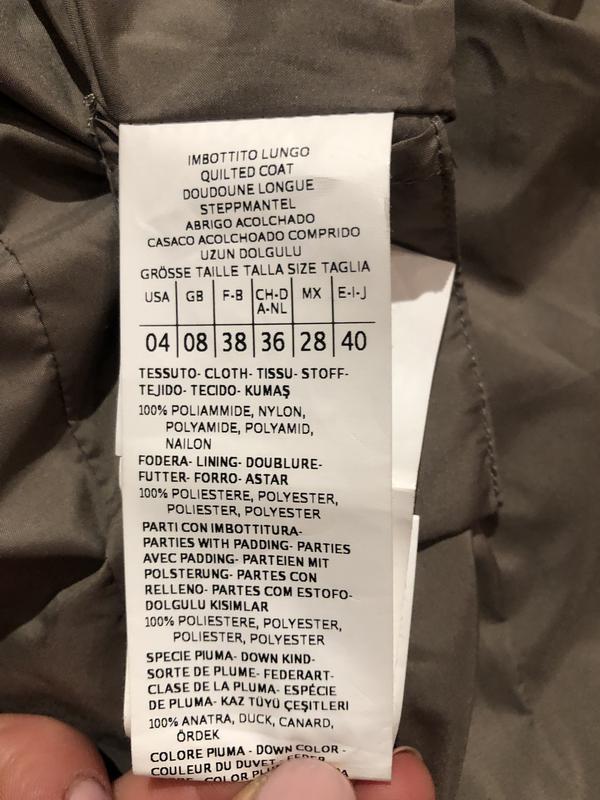 IMBOTTITO LUNGO
QUILTED COAT
DOUDOUNE LONGUE
STEPPMANTEL
ABRIGO ACOLCHADO
CASACO ACOLCHOADO COMPRIDO
UZUN DOLGULU
GRÖSSE TAILLE TALLA SIZE TAGLIA
USA GB F-B CH-D A-NL MX E-I-J
04 08 38 36 28 40
TESSUTO- CLOTH- TISSU- STOFF-
TEJIDO- TECIDO- KUMAŞ
100% POLIAMMIDE, NYLON,
POLYAMIDE, POLYAMID,
NAILON
FODERA- LINING- DOUBLURE-
FUTTER- FORRO- ASTAR
100% POLIESTERE, POLYESTER,
POLYESTER, POLYESTER
PARTI CON IMBOTTITURA-
PARTIES WITH PADDING- PARTIES
AVEC PADDING- PARTEIEN MIT
POLSTERUNG- PARTES CON
RELLENO- PARTES COM ESTOFO-
DOLGULU KISIMLAR
100% POLIESTERE, POLYESTER,
POLIESTER, POLYESTER
SPECIE PIUMA- DOWN KIND-
SORTE DE PLUME- FEDERART-
CLASE DE LA PLUMA- ESPÉCIE
DE PLUMA- KAZ TÜYÜ ÇEŞITLERI
100% ANATRA, DUCK, CANARD,
ÖRDEK
COLORE PIUMA - DOWN COLOR -
COULEUR DU DUVET-
COLOR